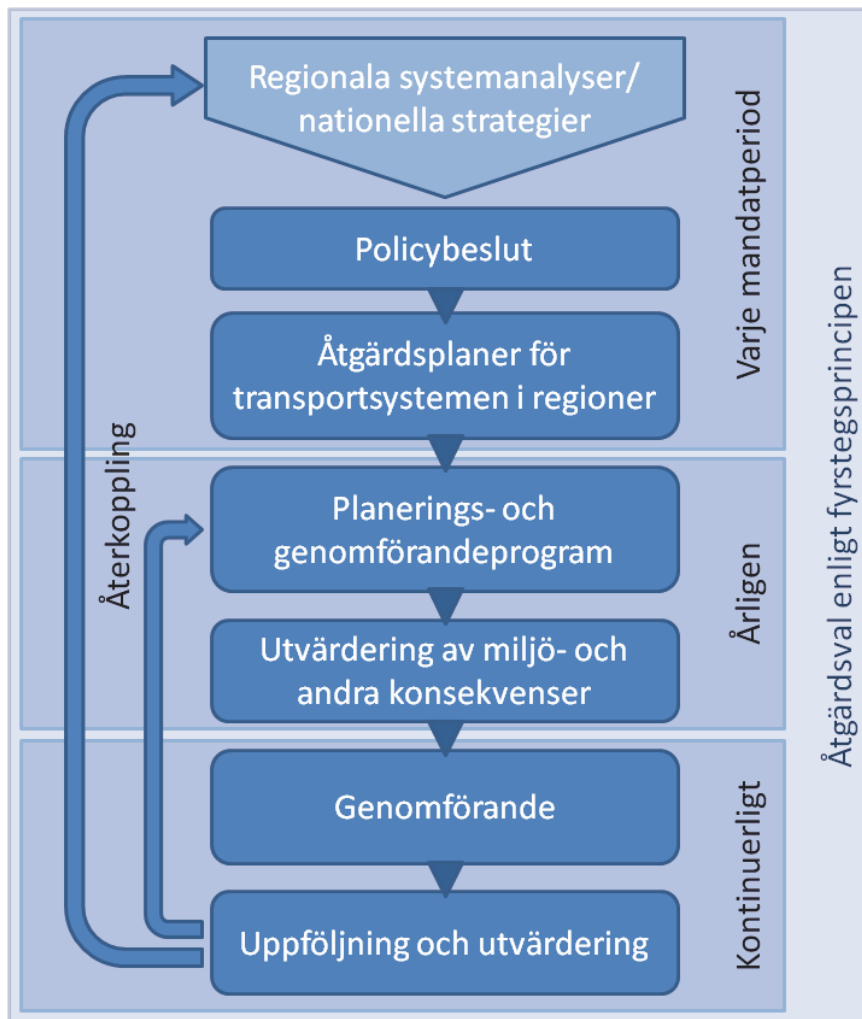 Regionala systemanalyser/
nationella strategier
Policybeslut
Åtgärdsplaner för
transportsystemen i regioner
Varje mandatperiod
Planerings- och
genomförandeprogram
Utvärdering av miljö- och
andra konsekvenser
Årligen
Genomförande
Uppföljning och utvärdering
Kontinuerligt
Återkoppling
Åtgärdsval enligt fyrstegsprincipen